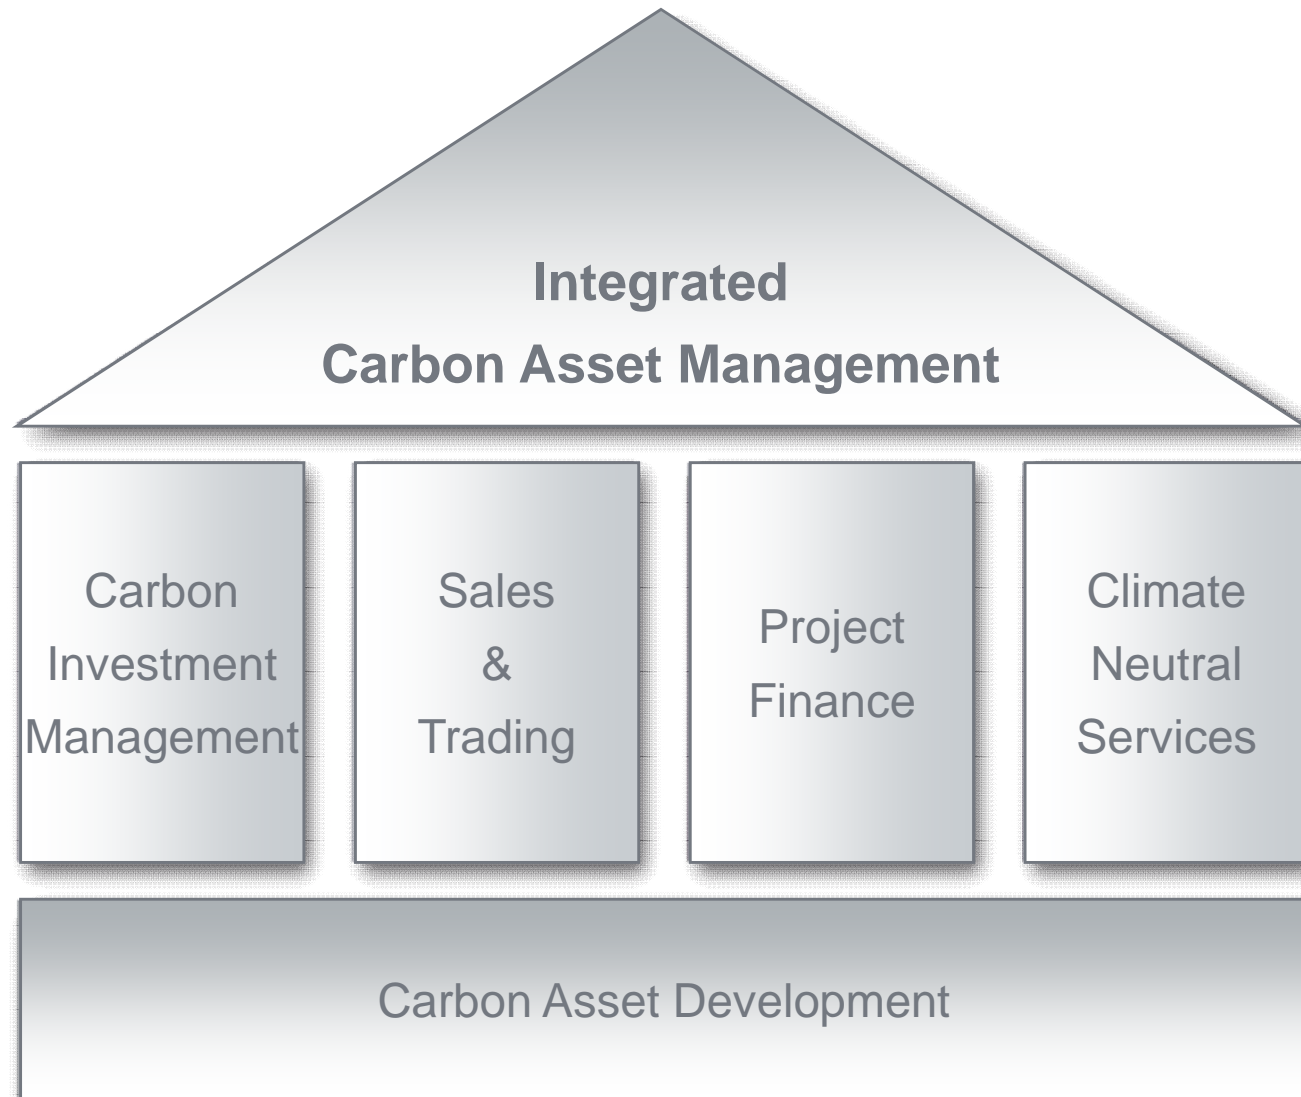 Integrated
Carbon Asset Management
Carbon
Investment
Management
Sales
&
Trading
Project
Finance
Climate
Neutral
Services
Carbon Asset Development